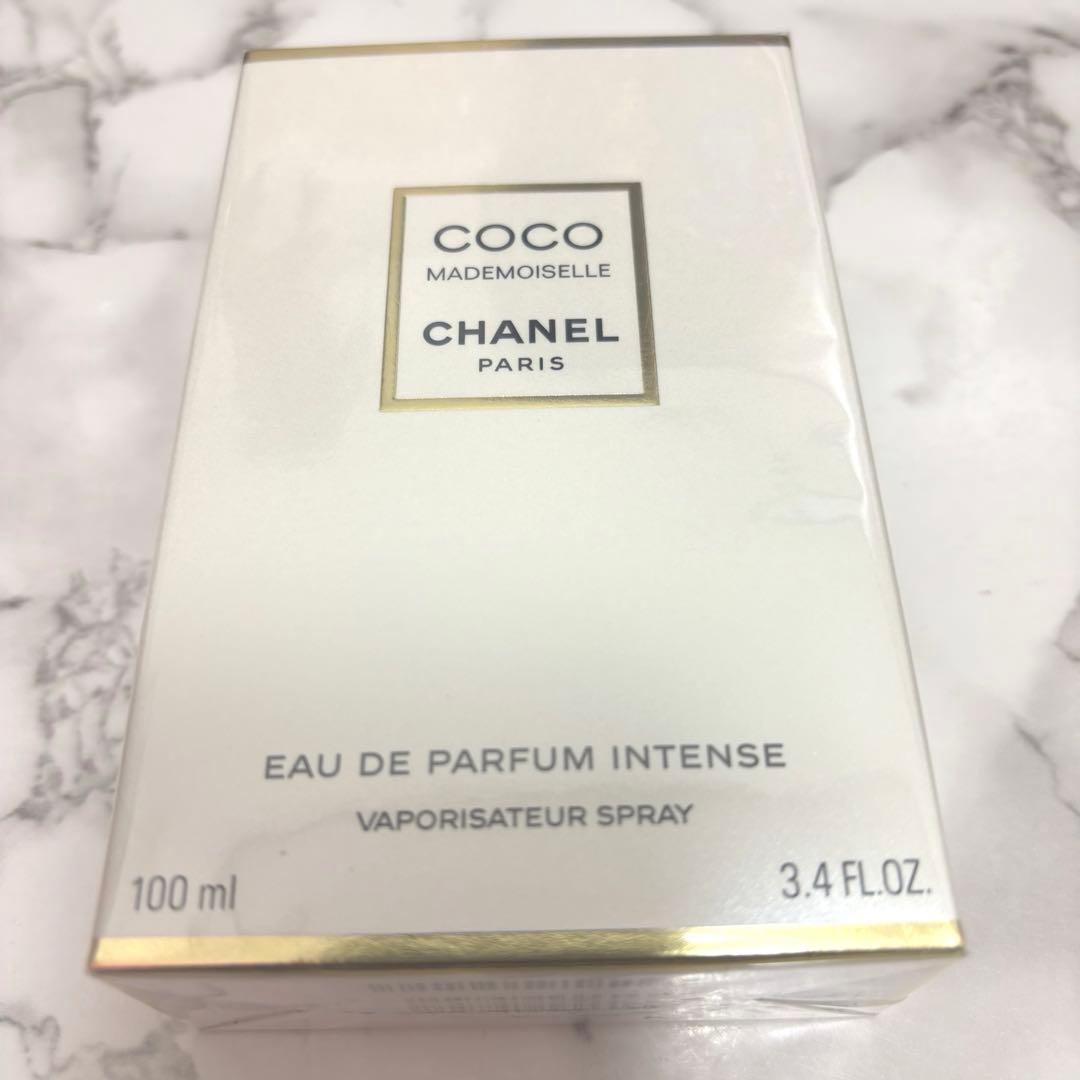 COCO
MADEMOISELLE
CHANEL
PARIS
EAU DE PARFUM INTENSE
VAPORISATEUR SPRAY
100 ml
3.4 FL.OZ.